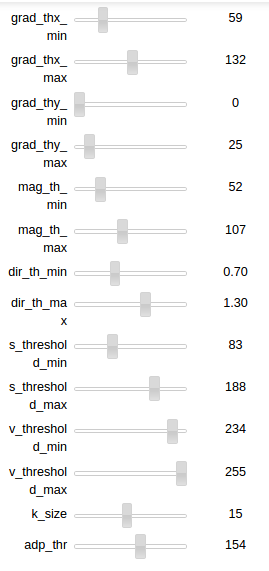 grad_thx_ 59
min
grad_thx_ 132
max
grad_thy_ 0
min
grad_thy_ 25
max
mag_th_ 52
min
mag_th_ 107
max
dir_th_min 0.70
dir_th_ma 1.30
x
s_threshol 83
d_min
s_threshol 188
d_max
v_threshol 234
d_min
v_threshol 255
d_max
k_size 15
adp_thr 154